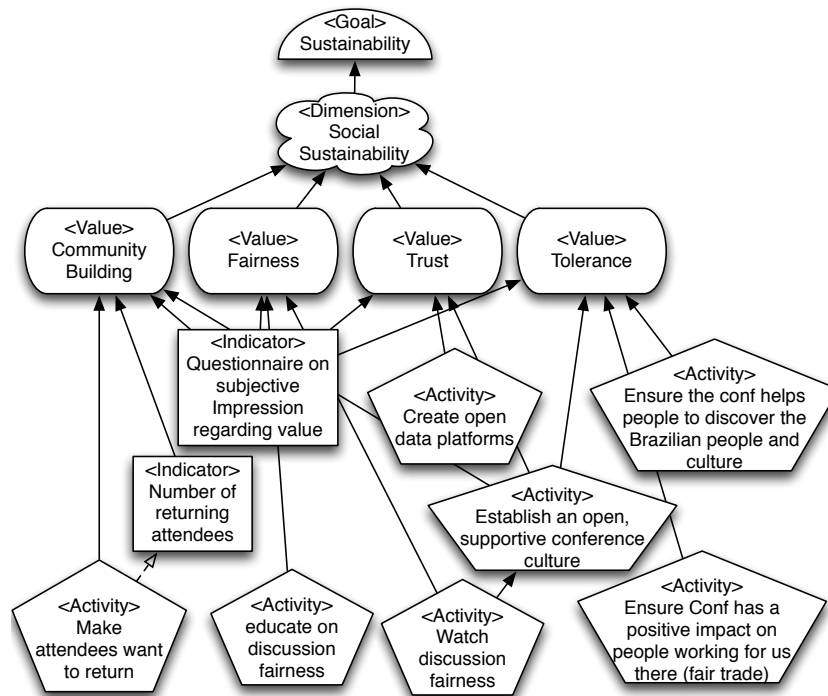 <Goal>
Sustainability
<Dimension>
Social
Sustainability
<Value>
Community
Building
<Value>
Fairness
<Value>
Trust
<Value>
Tolerance
<Indicator>
Questionnaire on
subjective
Impression
regarding value
<Activity>
Create open
data platforms
<Activity>
Ensure the conf helps
people to discover the
Brazilian people and
culture
<Indicator>
Number of
returning
attendees
<Activity>
Establish an open,
supportive conference
culture
<Activity>
Make
attendees want
to return
<Activity>
educate on
discussion
fairness
<Activity>
Watch
discussion
fairness
<Activity>
Ensure Conf has a
positive impact on
people working for us
there (fair trade)